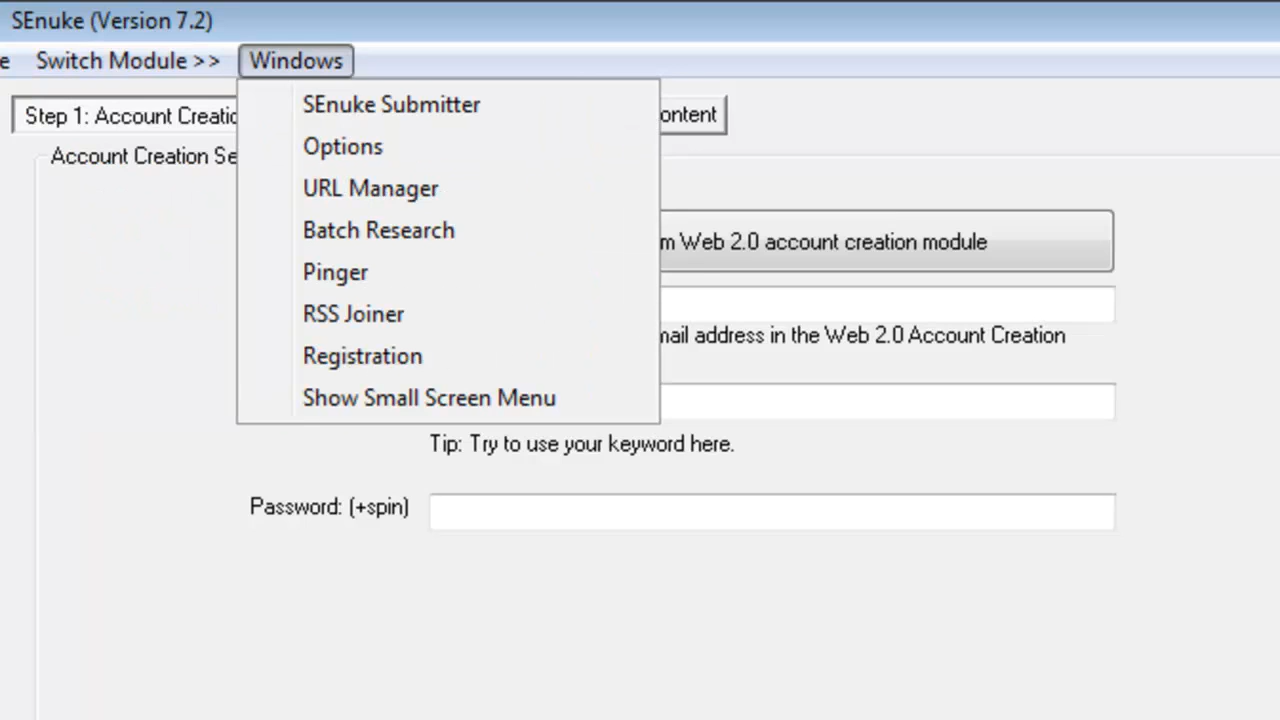 SEnuke (Version 7.2)
e Switch Module >> Windows
Step 1: Account Creatio
ontent
Account Creation Se
SEnuke Submitter
Options
URL Manager
Batch Research
Pinger
RSS Joiner
Registration
Show Small Screen Menu
m Web 2.0 account creation module
mail address in the Web 2.0 Account Creation
Tip: Try to use your keyword here.
Password: (+spin)